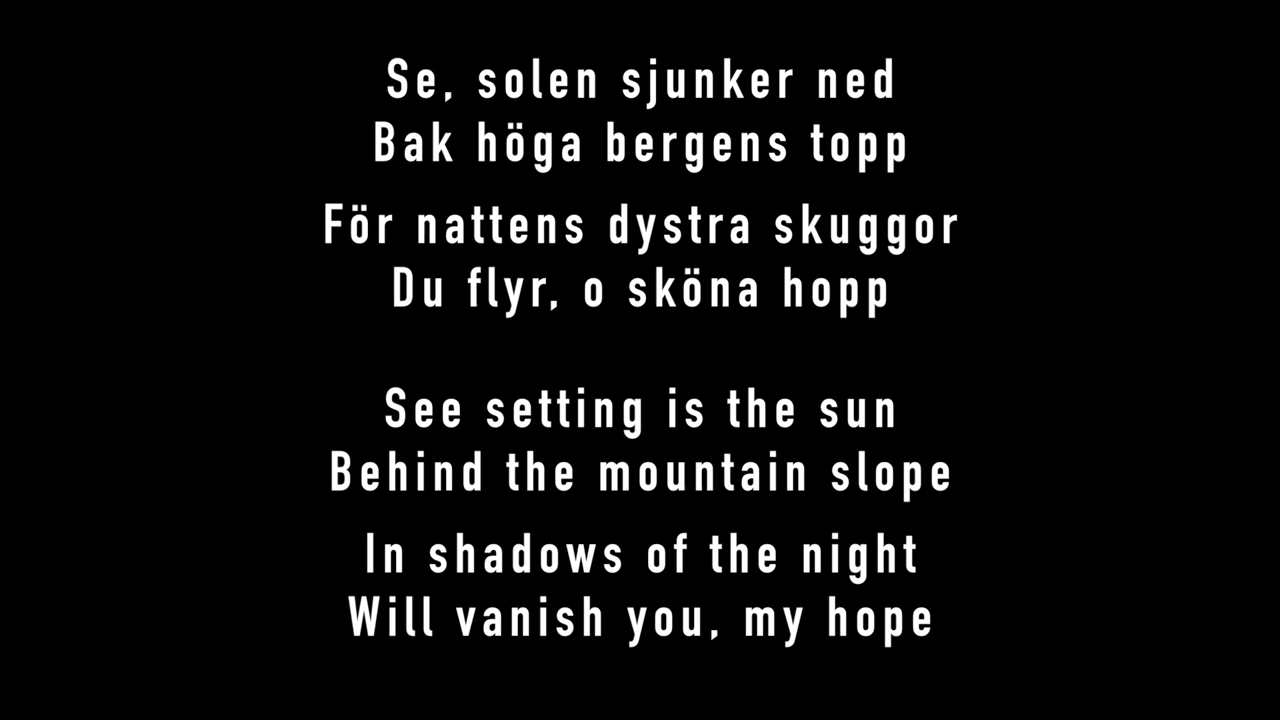 Se, solen sjunker ned
Bak höga bergens topp
För nattens dystra skuggor
Du flyr, o sköna hopp
See setting is the sun
Behind the mountain slope
In shadows of the night
Will vanish you, my hope